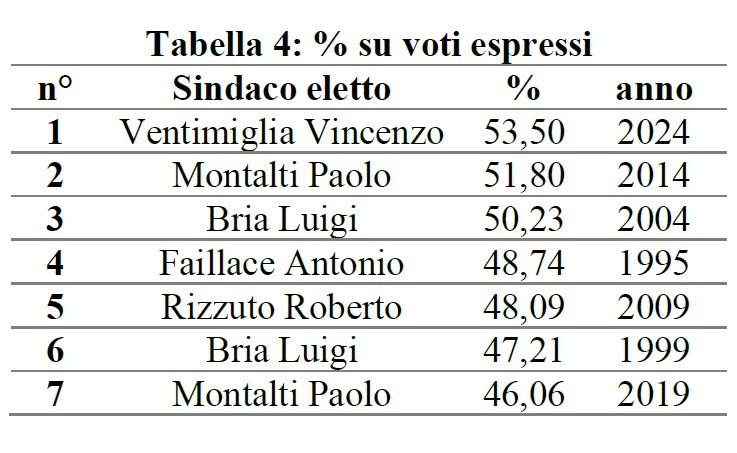 Tabella 4: % su voti espressi
n° Sindaco eletto % anno
1 Ventimiglia Vincenzo 53,50 2024
2 Montalti Paolo 51,80 2014
3 Bria Luigi 50,23 2004
4 Faillace Antonio 48,74 1995
5 Rizzuto Roberto 48,09 2009
6 Bria Luigi 47,21 1999
7 Montalti Paolo 46,06 2019